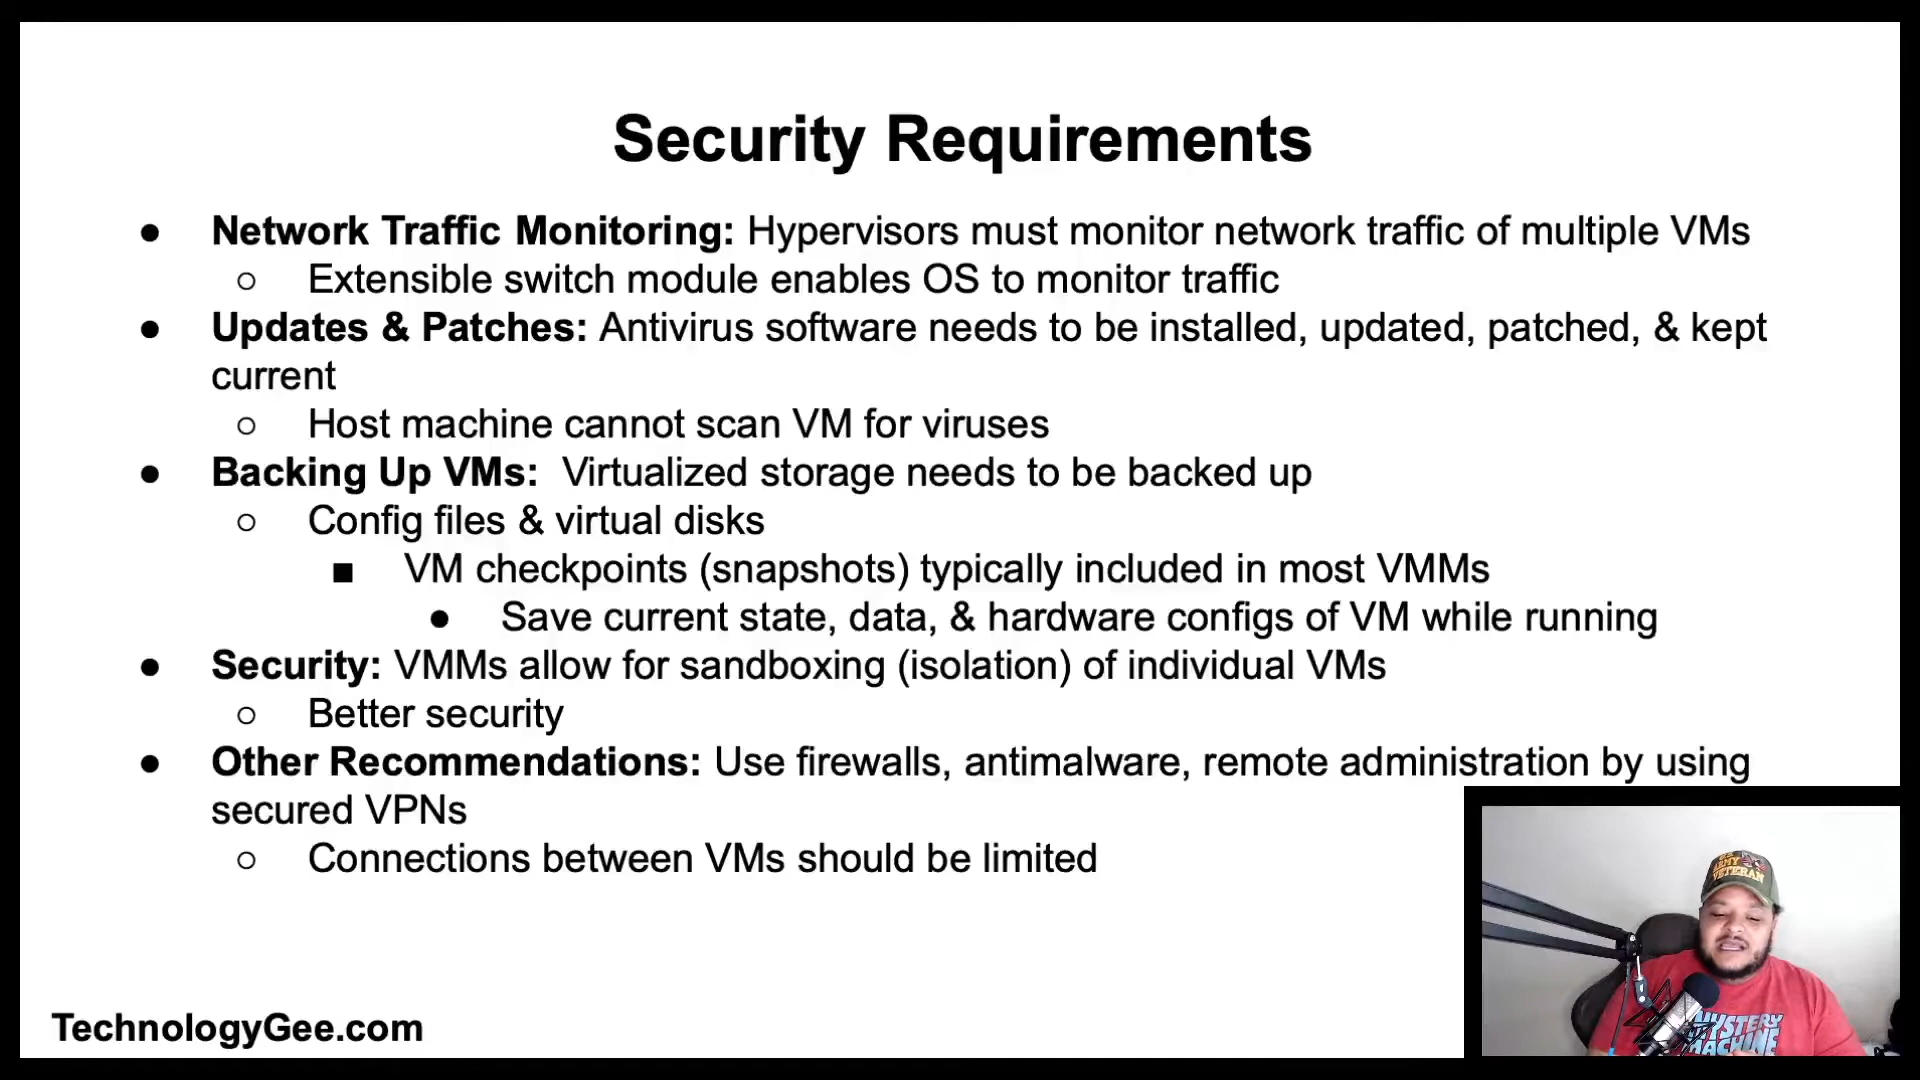 Security Requirements
● Network Traffic Monitoring: Hypervisors must monitor network traffic of multiple VMs
○ Extensible switch module enables OS to monitor traffic
● Updates & Patches: Antivirus software needs to be installed, updated, patched, & kept
current
○ Host machine cannot scan VM for viruses
● Backing Up VMs:  Virtualized storage needs to be backed up
○ Config files & virtual disks
■ VM checkpoints (snapshots) typically included in most VMMs
● Save current state, data, & hardware configs of VM while running
● Security: VMMs allow for sandboxing (isolation) of individual VMs
○ Better security
● Other Recommendations: Use firewalls, antimalware, remote administration by using
secured VPNs
○ Connections between VMs should be limited
ARMY
VETERAN
MYSTERY
MACHINE
TechnologyGee.com